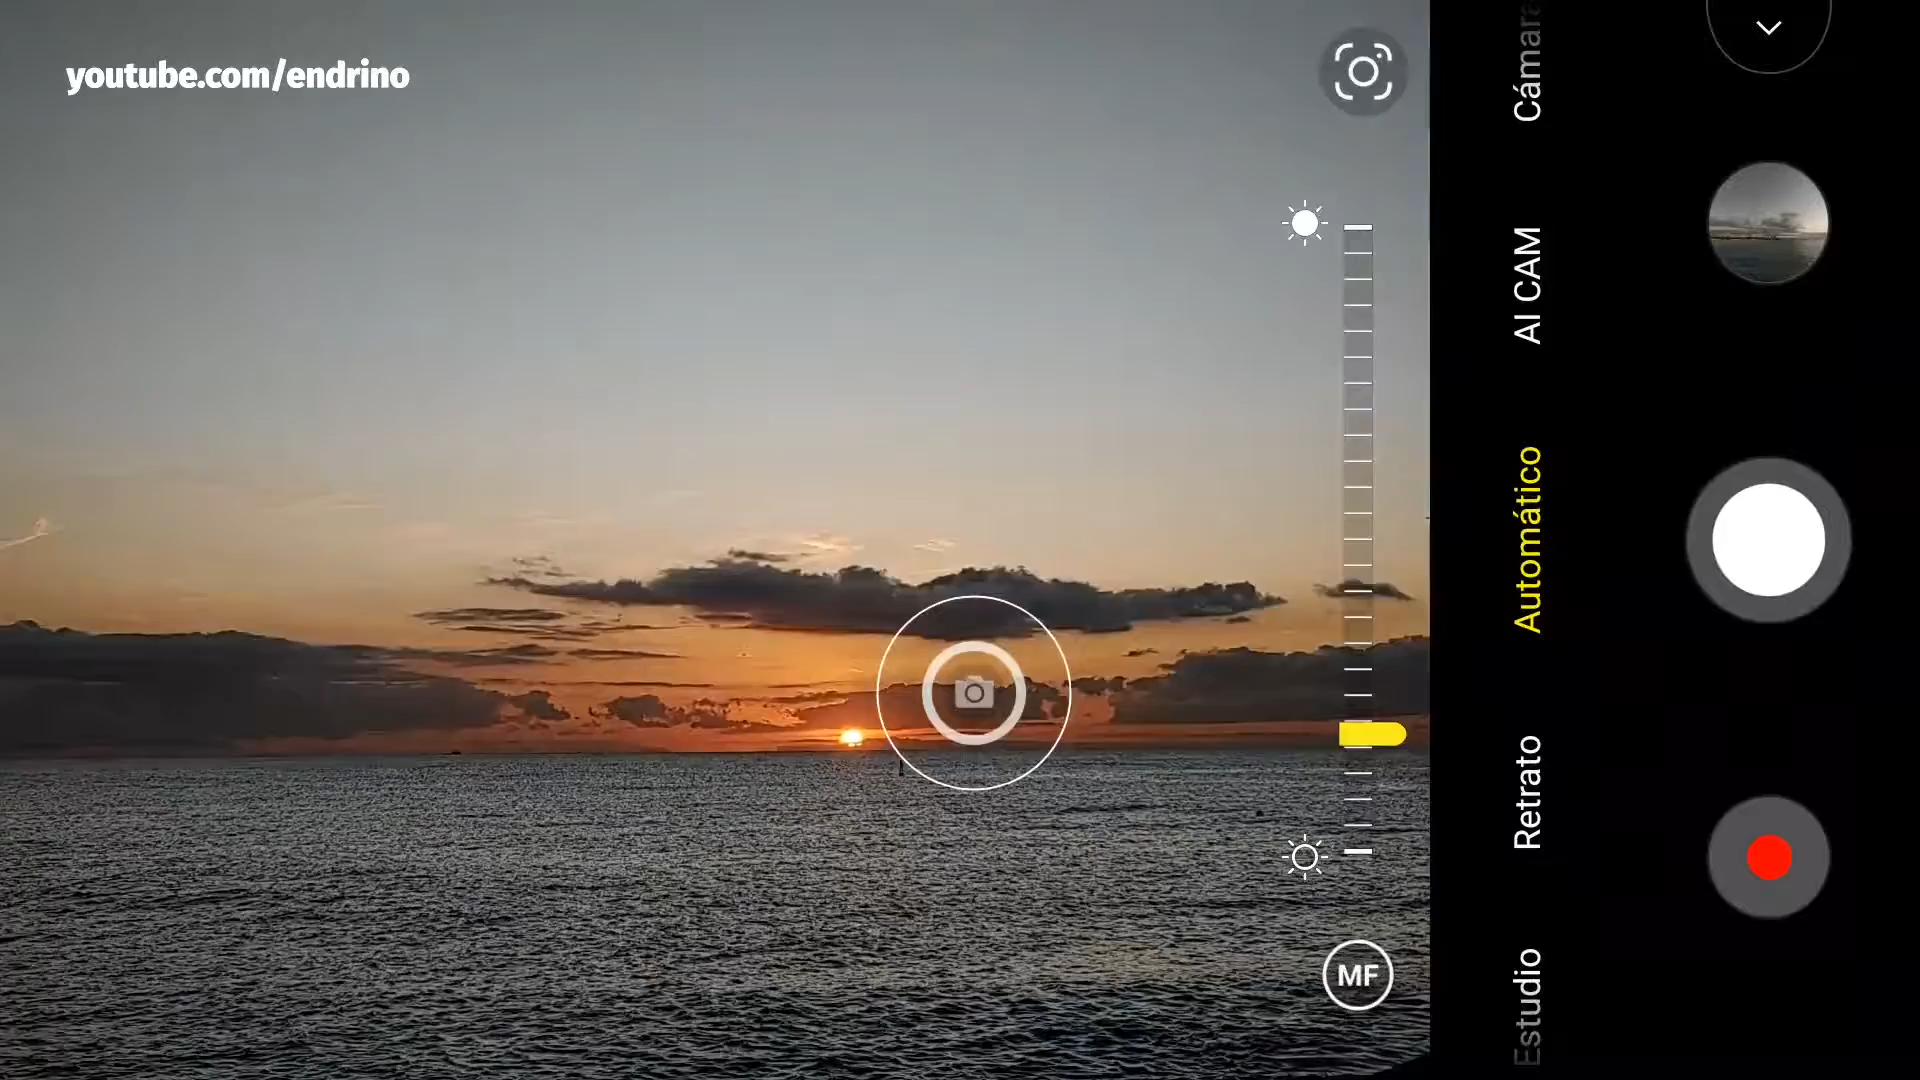 youtube.com/endrino
Cámara
AI CAM
Automático
Retrato
Estudio
MF